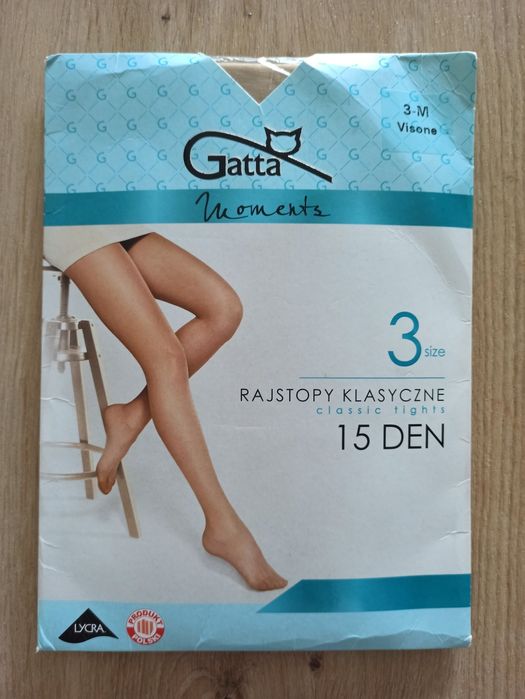 3-M
Visone
Gatta
Moments
3 size
RAJSTOPY KLASYCZNE
classic tights
15 DEN
LYCRA
PRODUKT
POLSKI